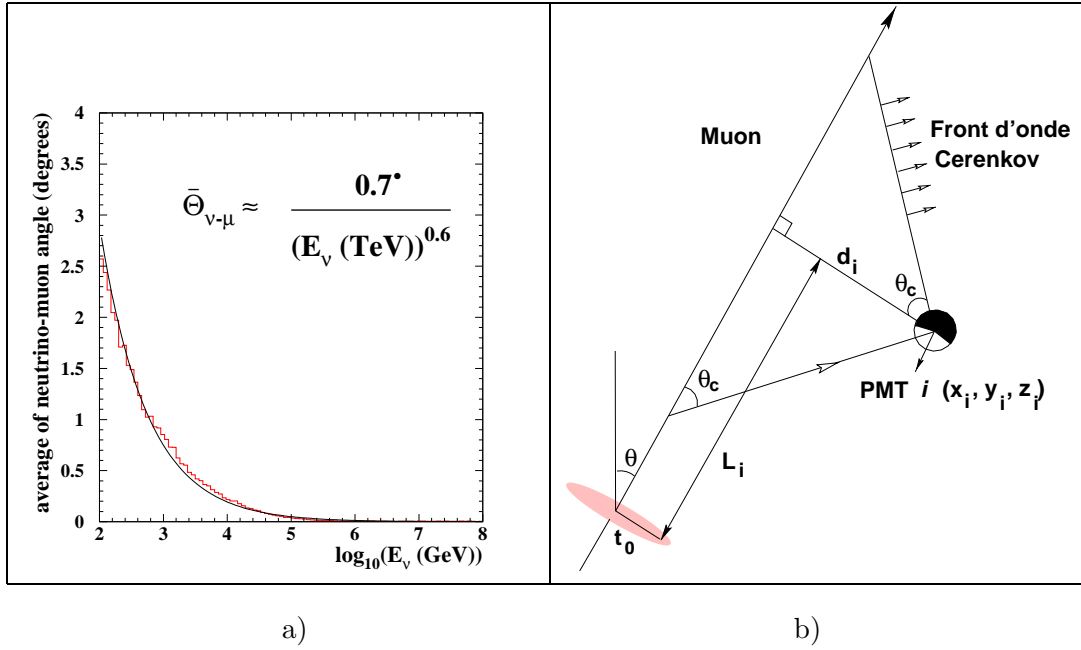 average of neutrino-muon angle (degrees)
4
3.5
3
2.5
2
1.5
1
0.5
0
2 3 4 5 6 7 8
log₁₀(Eᵥ (GeV))
Θ̄ᵥ₋μ ≈ 0.7°
(Eᵥ (TeV))⁰·⁶
Muon
Front d'onde
Cerenkov
dᵢ
θc
θc
PMT i (xᵢ, yᵢ, zᵢ)
Lᵢ
θ
t₀
a)
b)